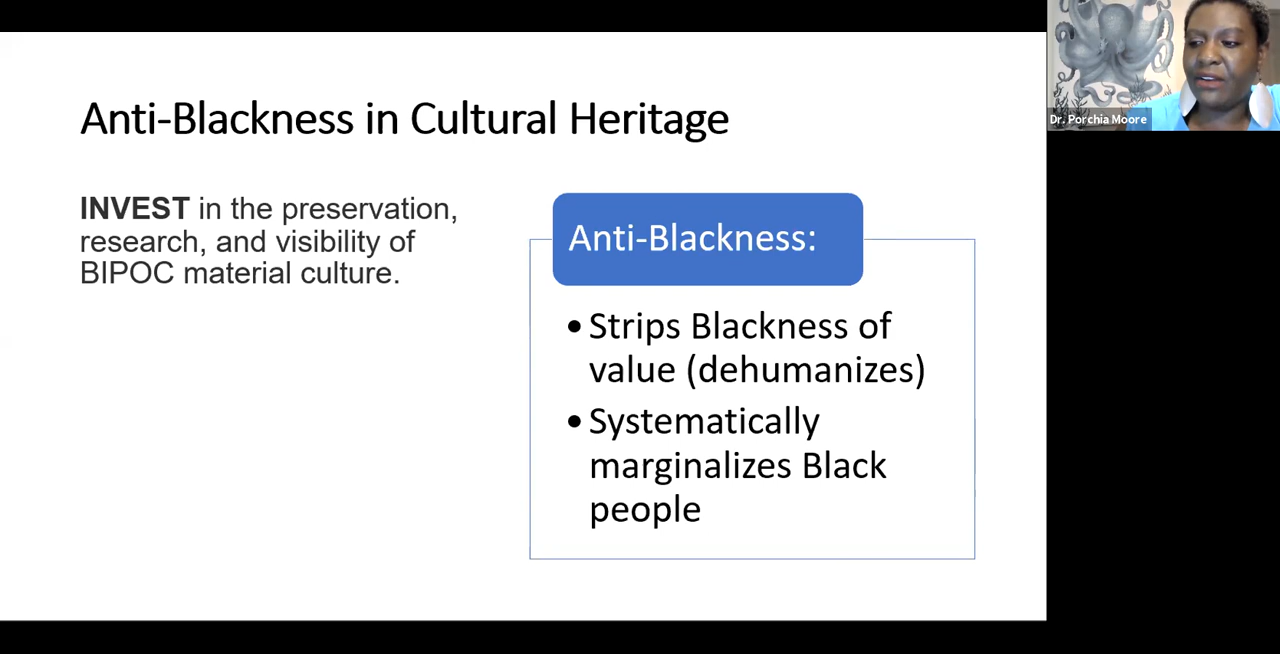 Anti-Blackness in Cultural Heritage
INVEST in the preservation,
research, and visibility of
BIPOC material culture.
Anti-Blackness:
•Strips Blackness of
value (dehumanizes)
•Systematically
marginalizes Black
people
Dr. Porchia Moore